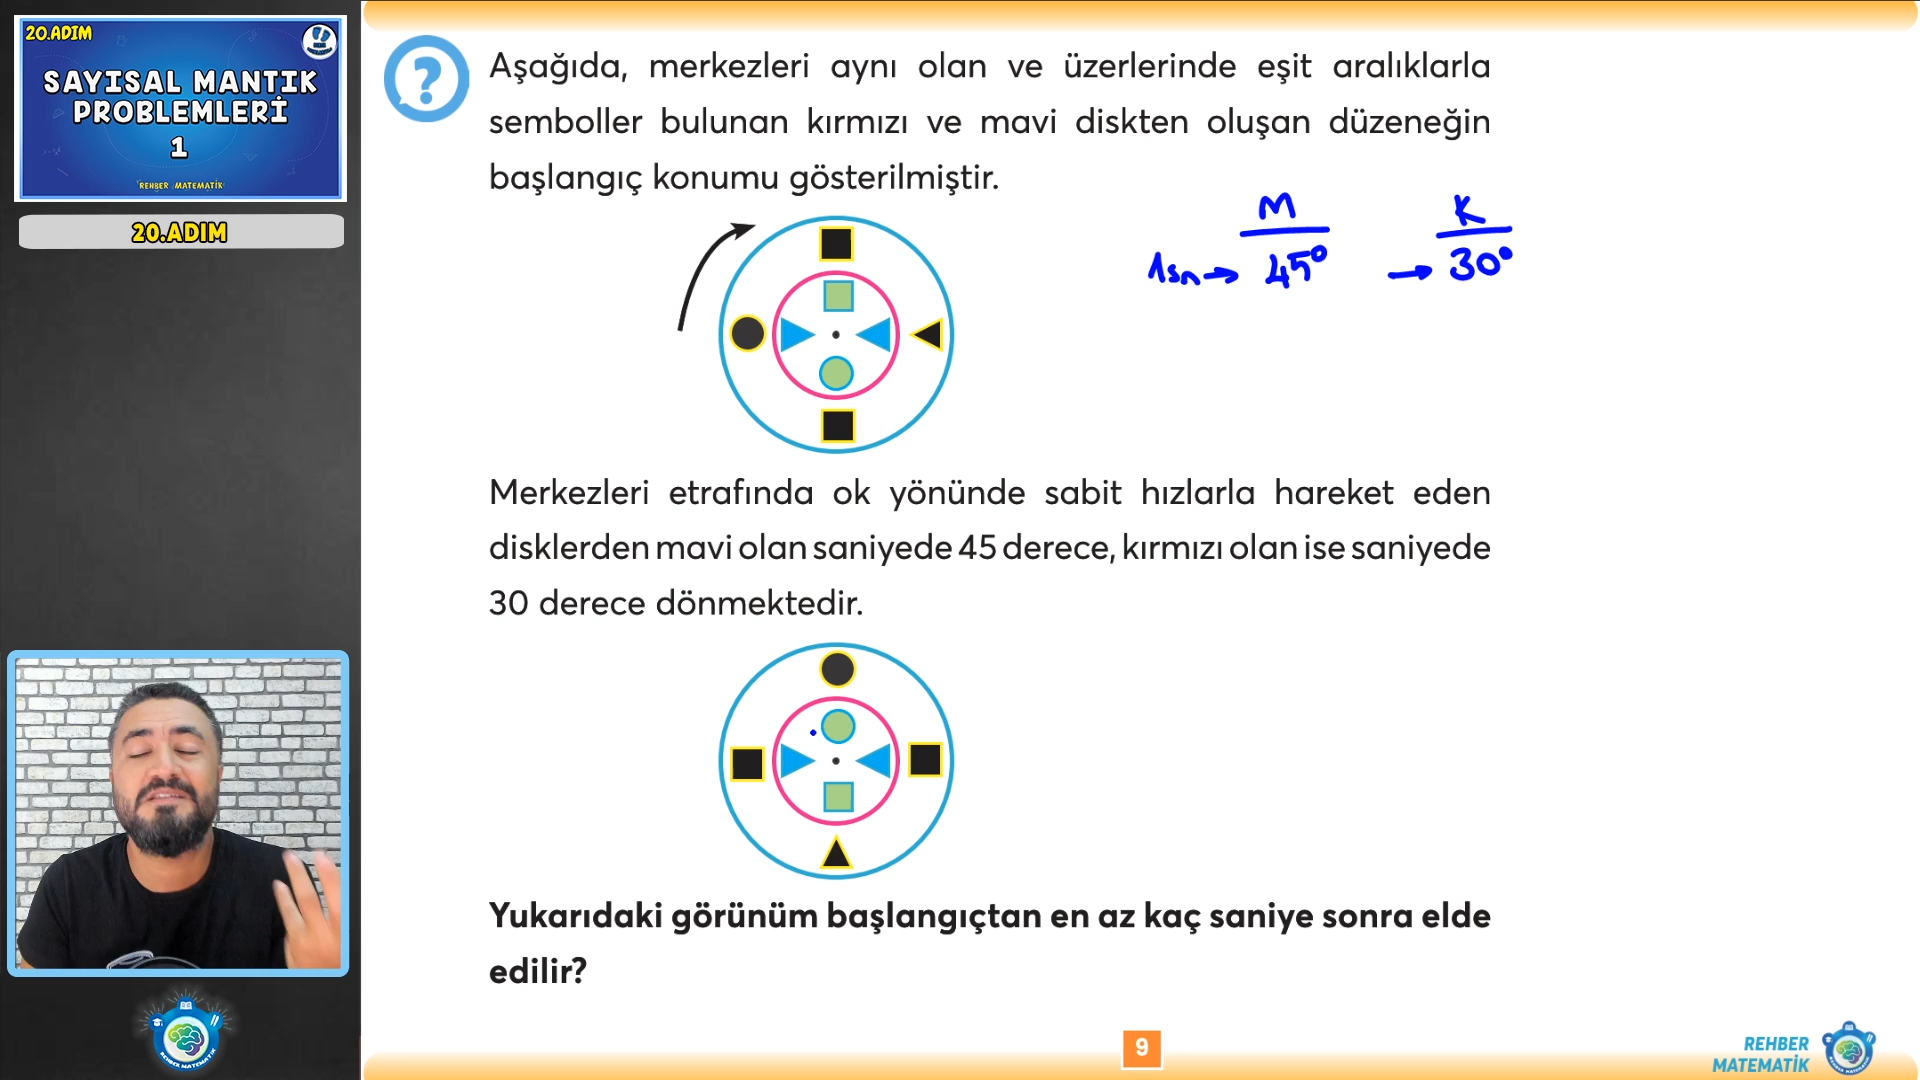 20.ADIM
SAYISAL MANTIK
PROBLEMLERİ
1
REHBER MATEMATİK
20.ADIM
?
Aşağıda, merkezleri aynı olan ve üzerlerinde eşit aralıklarla
semboller bulunan kırmızı ve mavi diskten oluşan düzeneğin
başlangıç konumu gösterilmiştir.
M K
1sn→ 45° → 30°
Merkezleri etrafında ok yönünde sabit hızlarla hareket eden
disklerden mavi olan saniyede 45 derece, kırmızı olan ise saniyede
30 derece dönmektedir.
Yukarıdaki görünüm başlangıçtan en az kaç saniye sonra elde
edilir?
9
REHBER
MATEMATİK
REHBER MATEMATİK